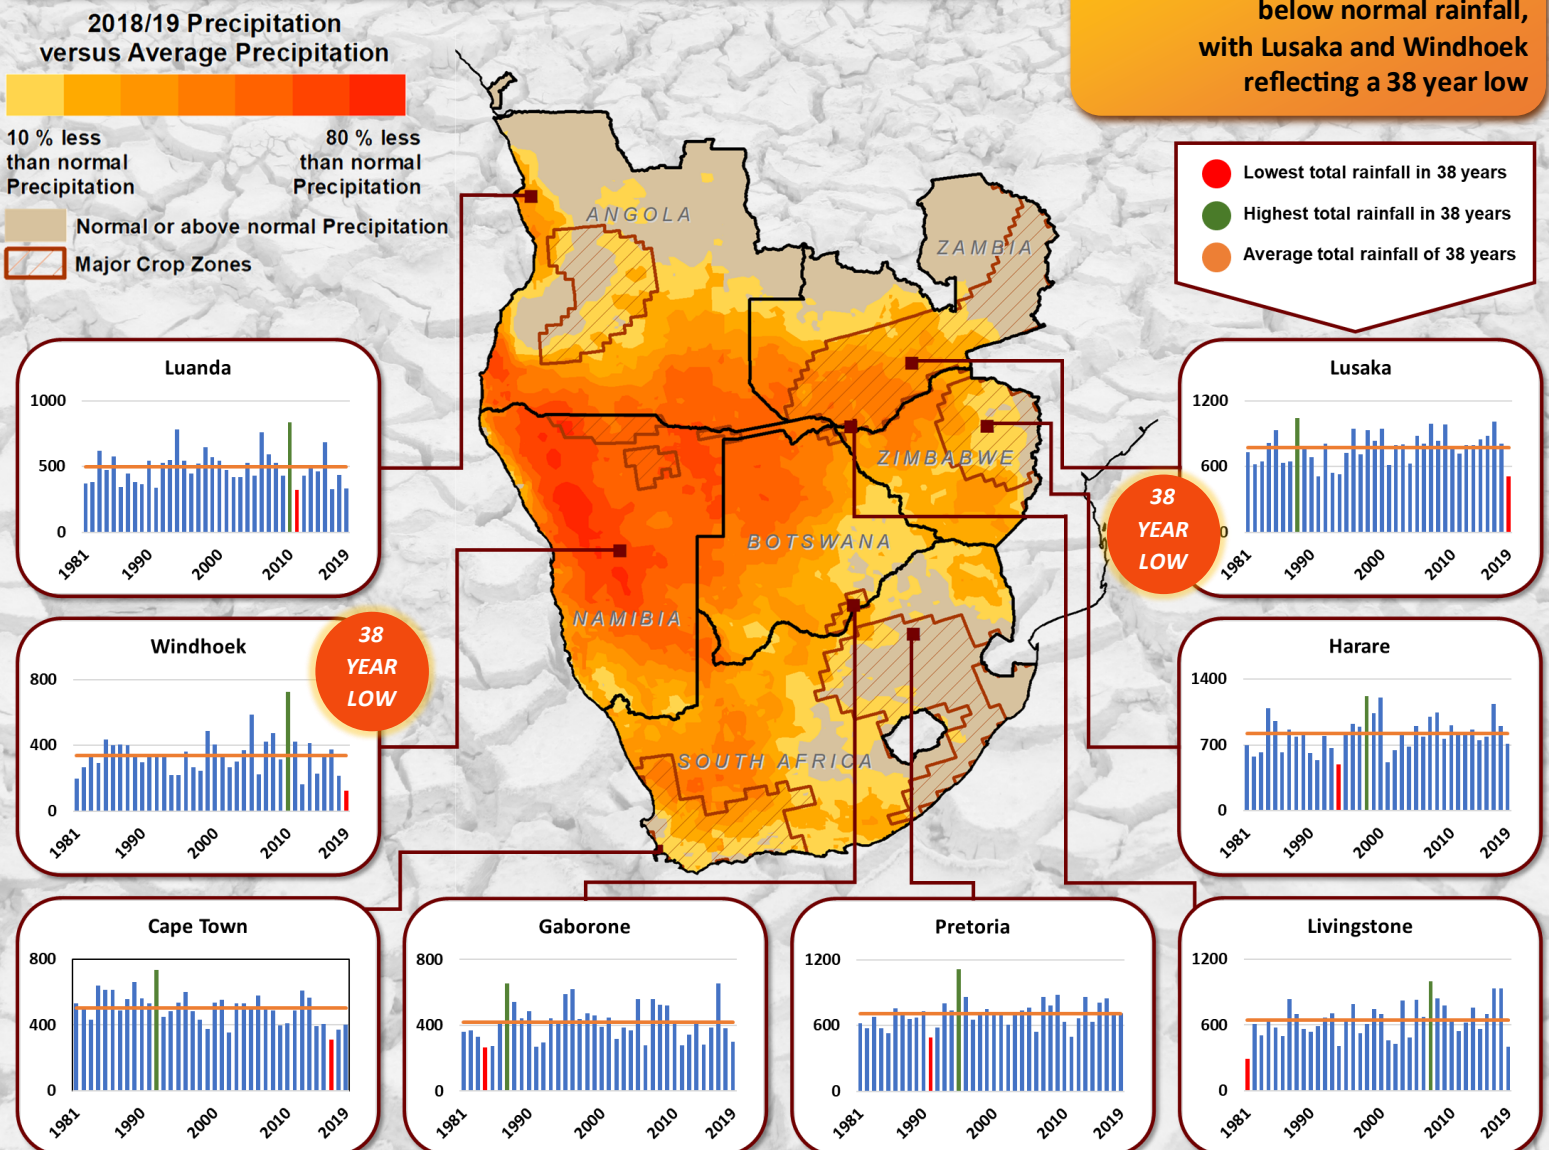 2018/19 Precipitation
versus Average Precipitation
10 % less
than normal
Precipitation
80 % less
than normal
Precipitation
Normal or above normal Precipitation
Major Crop Zones
below normal rainfall,
with Lusaka and Windhoek
reflecting a 38 year low
Lowest total rainfall in 38 years
Highest total rainfall in 38 years
Average total rainfall of 38 years
ANGOLA
ZAMBIA
ZIMBABWE
BOTSWANA
NAMIBIA
SOUTH AFRICA
Luanda
1000
500
0
1981
1990
2000
2010
2019
Lusaka
1200
600
0
1981
1990
2000
2010
2019
38
YEAR
LOW
Windhoek
800
400
0
1981
1990
2000
2010
2019
38
YEAR
LOW
Harare
1400
700
0
1981
1990
2000
2010
2019
Cape Town
800
400
0
1981
1990
2000
2010
2019
Gaborone
800
400
0
1981
1990
2000
2010
2019
Pretoria
1200
600
0
1981
1990
2000
2010
2019
Livingstone
1200
600
0
1981
1990
2000
2010
2019